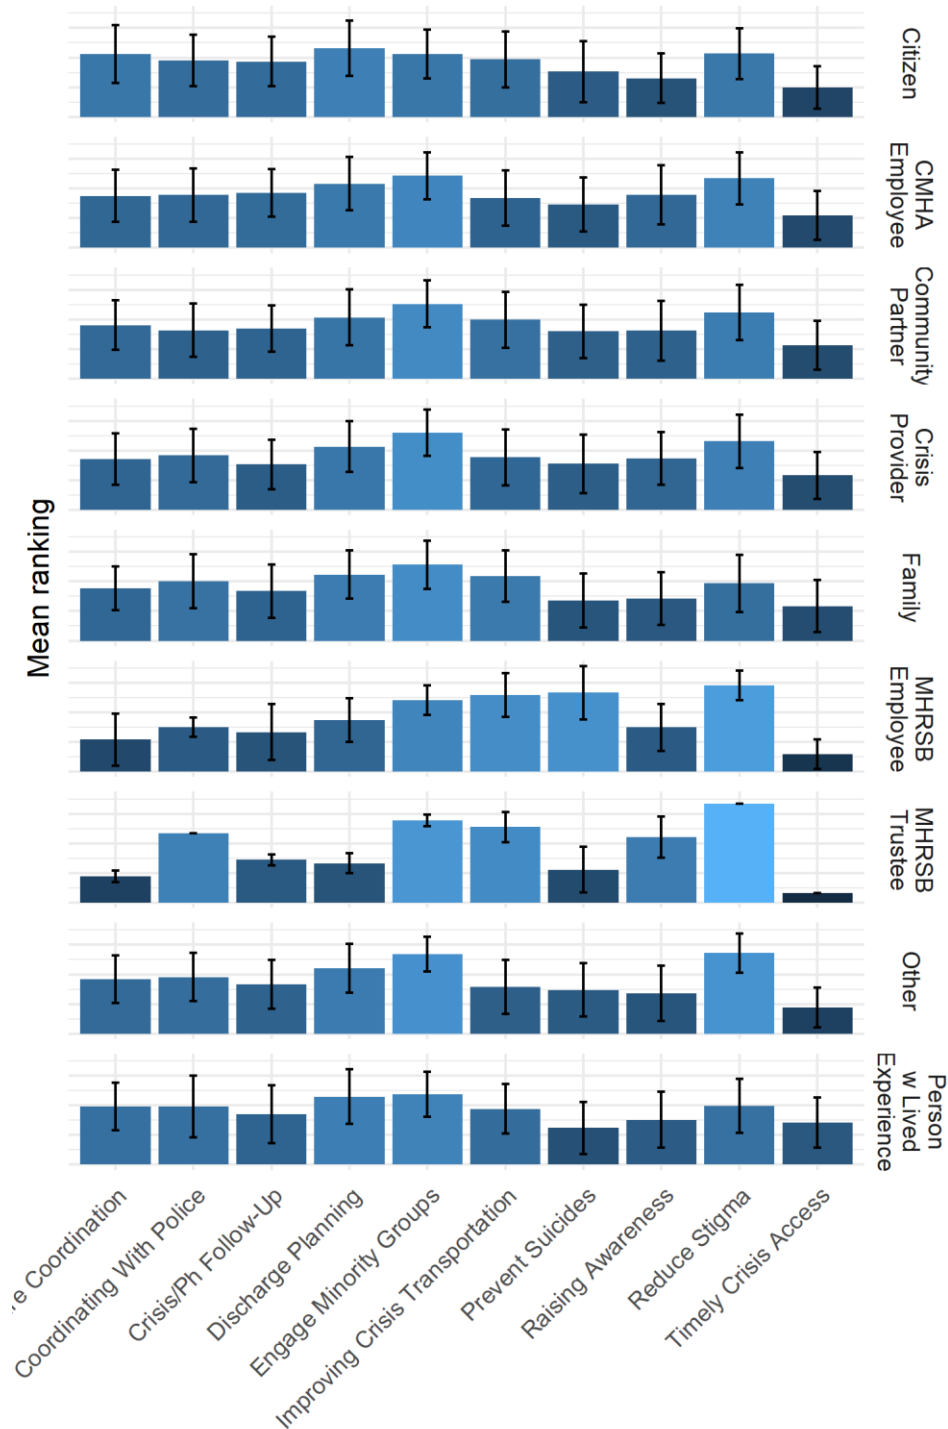 Mean ranking
Citizen
CMHA
Employee
Community
Partner
Crisis
Provider
Family
MHRSB
Employee
MHRSB
Trustee
Other
Person
w Lived
Experience
re Coordination
Coordinating With Police
Crisis/Ph Follow-Up
Discharge Planning
Engage Minority Groups
Improving Crisis Transportation
Prevent Suicides
Raising Awareness
Reduce Stigma
Timely Crisis Access